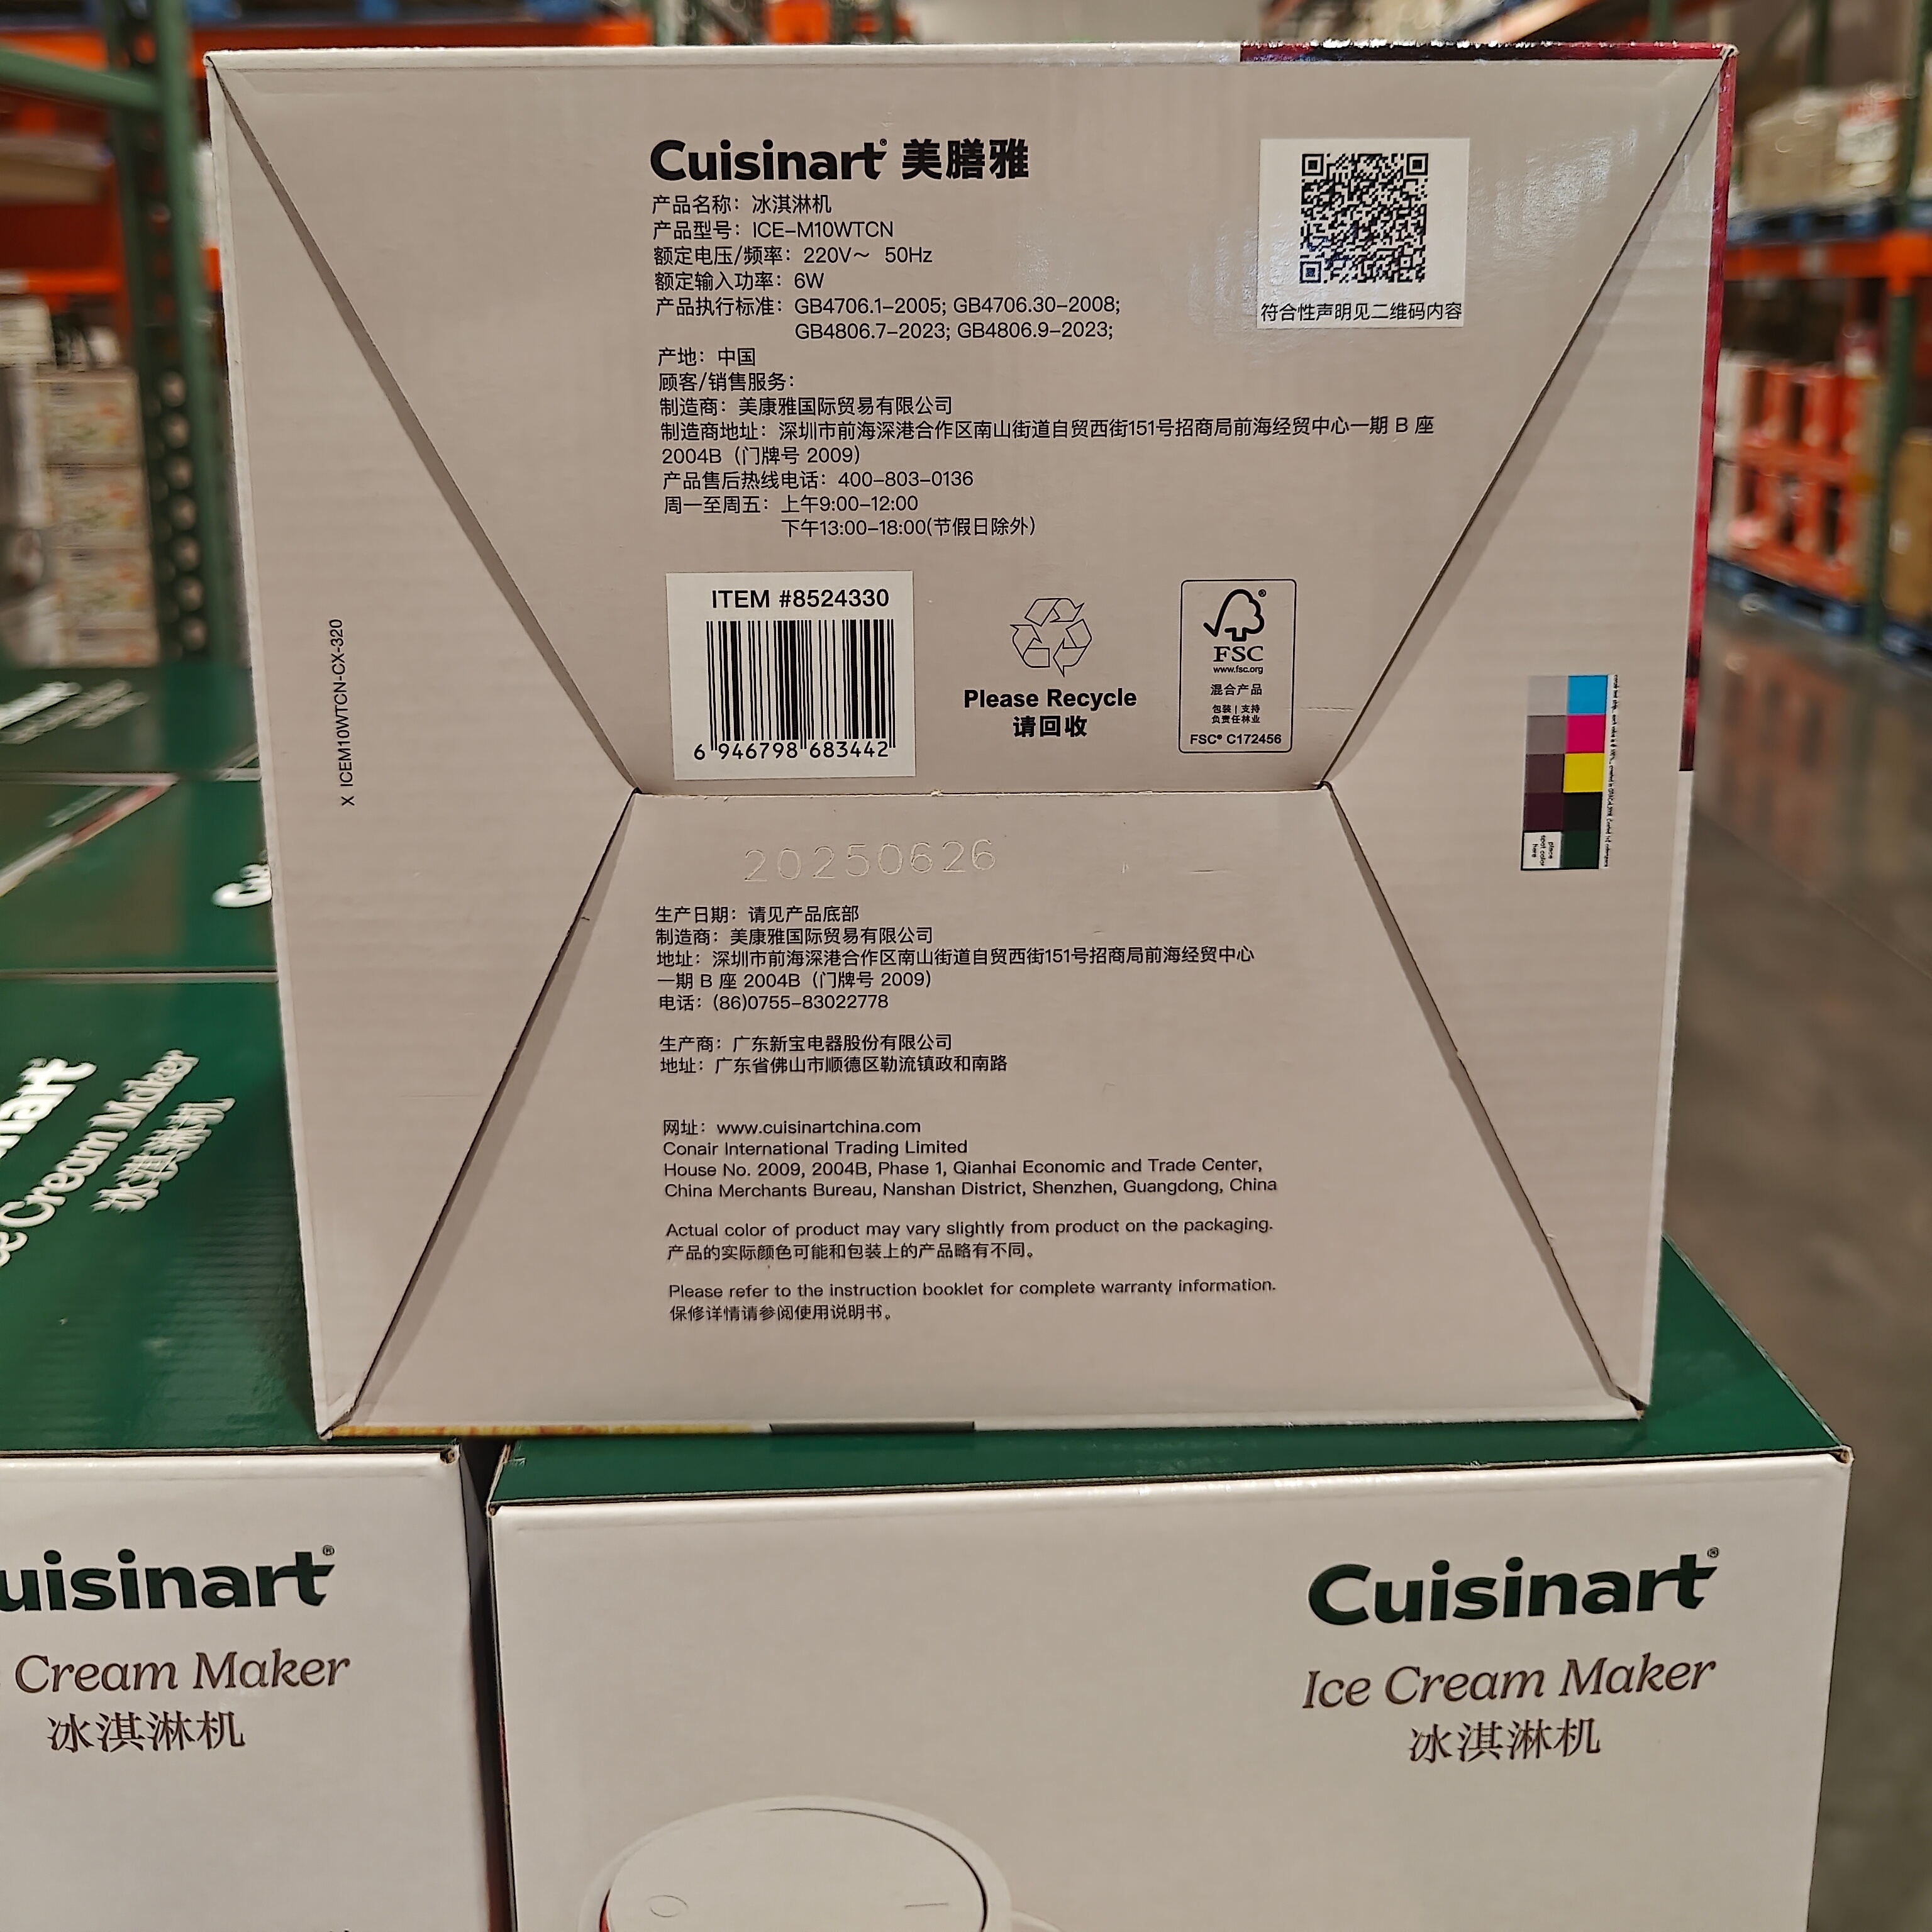 Cuisinart® 美膳雅
产品名称：冰淇淋机
产品型号：ICE-M10WTCN
额定电压/频率：220V～ 50Hz
额定输入功率：6W
产品执行标准：GB4706.1-2005; GB4706.30-2008;
GB4806.7-2023; GB4806.9-2023;
产地：中国
顾客/销售服务：
制造商：美康雅国际贸易有限公司
制造商地址：深圳市前海深港合作区南山街道自贸西街151号招商局前海经贸中心一期 B 座
2004B（门牌号 2009）
产品售后热线电话：400-803-0136
周一至周五：上午9:00-12:00
下午13:00-18:00(节假日除外)
符合性声明见二维码内容
ITEM #8524330
6 946798 683442
Please Recycle
请回收
FSC®
www.fsc.org
混合产品
包装 | 支持
负责任林业
FSC® C172456
X ICEM10WTCN-CX-320
place
spot color
here
20250626
生产日期：请见产品底部
制造商：美康雅国际贸易有限公司
地址：深圳市前海深港合作区南山街道自贸西街151号招商局前海经贸中心
一期 B 座 2004B（门牌号 2009）
电话：(86)0755-83022778
生产商：广东新宝电器股份有限公司
地址：广东省佛山市顺德区勒流镇政和南路
网址：www.cuisinartchina.com
Conair International Trading Limited
House No. 2009, 2004B, Phase 1, Qianhai Economic and Trade Center,
China Merchants Bureau, Nanshan District, Shenzhen, Guangdong, China
Actual color of product may vary slightly from product on the packaging.
产品的实际颜色可能和包装上的产品略有不同。
Please refer to the instruction booklet for complete warranty information.
保修详情请参阅使用说明书。
Cream Maker
冰淇淋机
uisinart®
Cream Maker
冰淇淋机
Cuisinart®
Ice Cream Maker
冰淇淋机